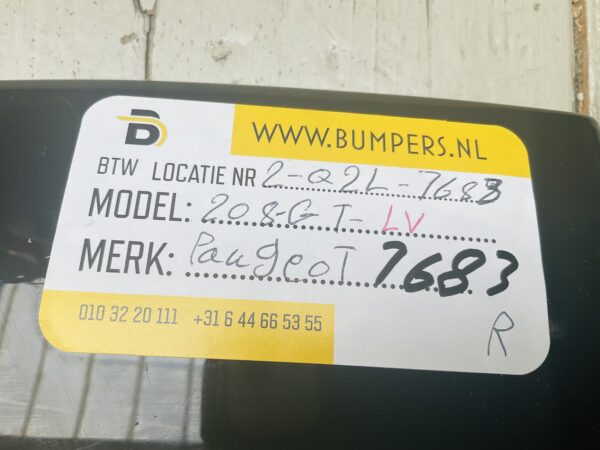 B
WWW.BUMPERS.NL
BTW LOCATIE NR 2-Q2L-7683
MODEL: 208-GT-LV
MERK: Paugeot 7683
010 32 20 111 +31 6 44 66 53 55
R